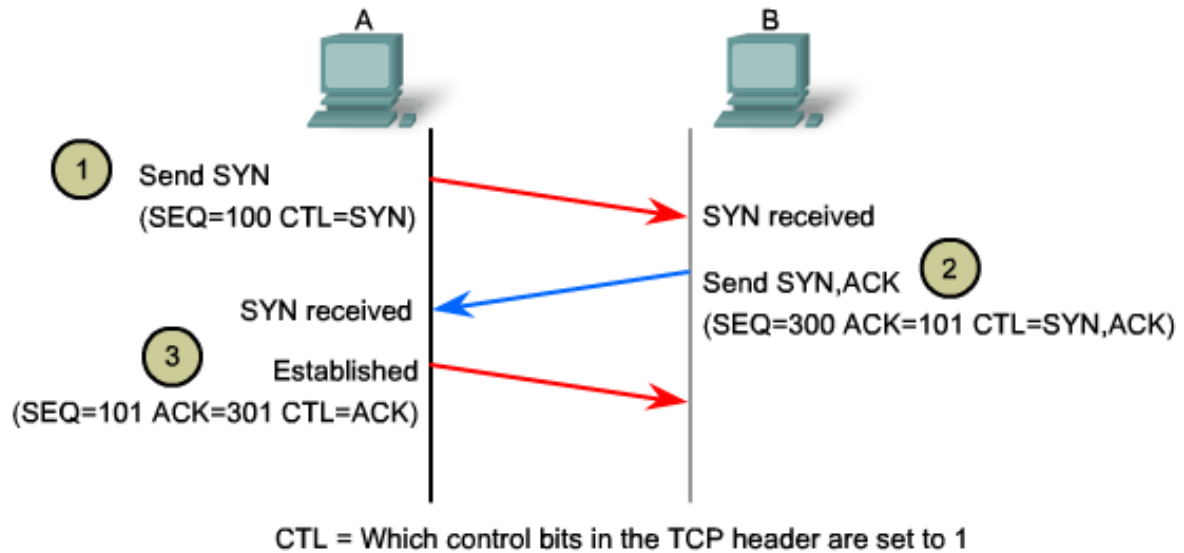 A
B
1
Send SYN
(SEQ=100 CTL=SYN)
SYN received
Send SYN,ACK
2
(SEQ=300 ACK=101 CTL=SYN,ACK)
SYN received
3
Established
(SEQ=101 ACK=301 CTL=ACK)
CTL = Which control bits in the TCP header are set to 1